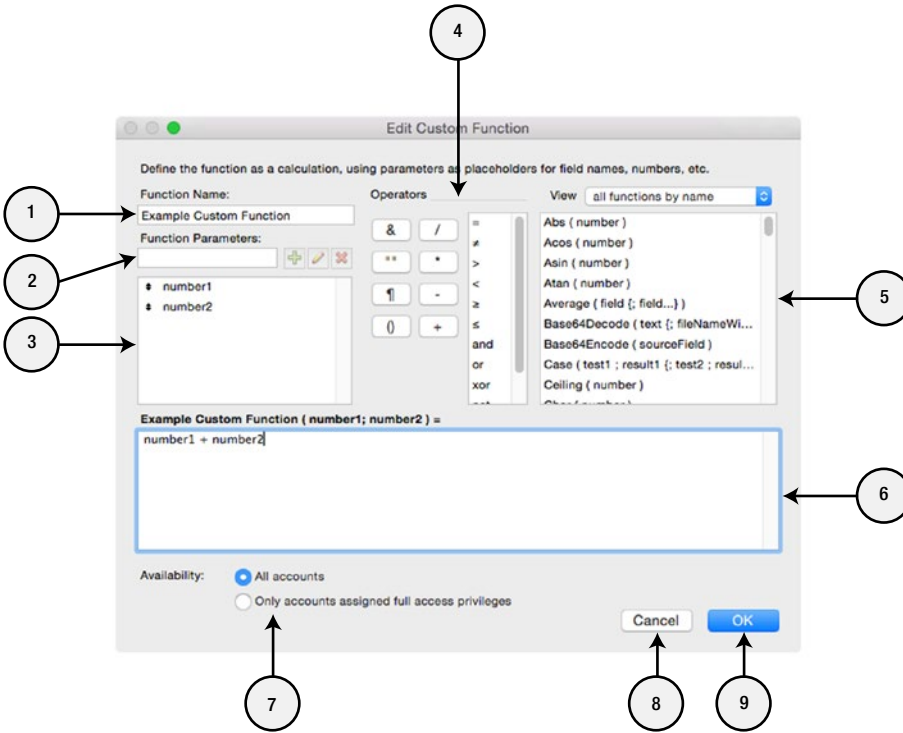 4
Edit Custom Function
Define the function as a calculation, using parameters as placeholders for field names, numbers, etc.
Function Name:
Operators
View
all functions by name
1
Example Custom Function
Function Parameters:
2
number1
number2
3
& /
"" *
¶ -
() +
=
≠
>
<
≥
≤
and
or
xor
Abs ( number )
Acos ( number )
Asin ( number )
Atan ( number )
Average ( field {; field...} )
Base64Decode ( text {; fileNameWi...
Base64Encode ( sourceField )
Case ( test1 ; result1 {; test2 ; resul...
Ceiling ( number )
5
Example Custom Function ( number1; number2 ) =
number1 + number2
6
Availability:
All accounts
Only accounts assigned full access privileges
Cancel
OK
7
8
9